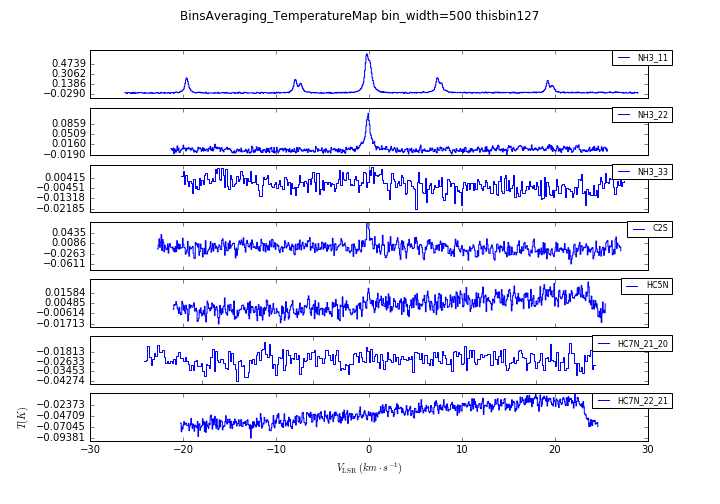 BinsAveraging_TemperatureMap bin_width=500 thisbin127
NH3_11
0.4739
0.3062
0.1386
−0.0290
NH3_22
0.0859
0.0509
0.0160
−0.0190
NH3_33
0.00415
−0.00451
−0.01318
−0.02185
C2S
0.0435
0.0086
−0.0263
−0.0611
HC5N
0.01584
0.00485
−0.00614
−0.01713
HC7N_21_20
−0.01813
−0.02633
−0.03453
−0.04274
HC7N_22_21
−0.02373
−0.04709
−0.07045
−0.09381
T(K)
−30 −20 −10 0 10 20 30
V_LSR (km · s⁻¹)